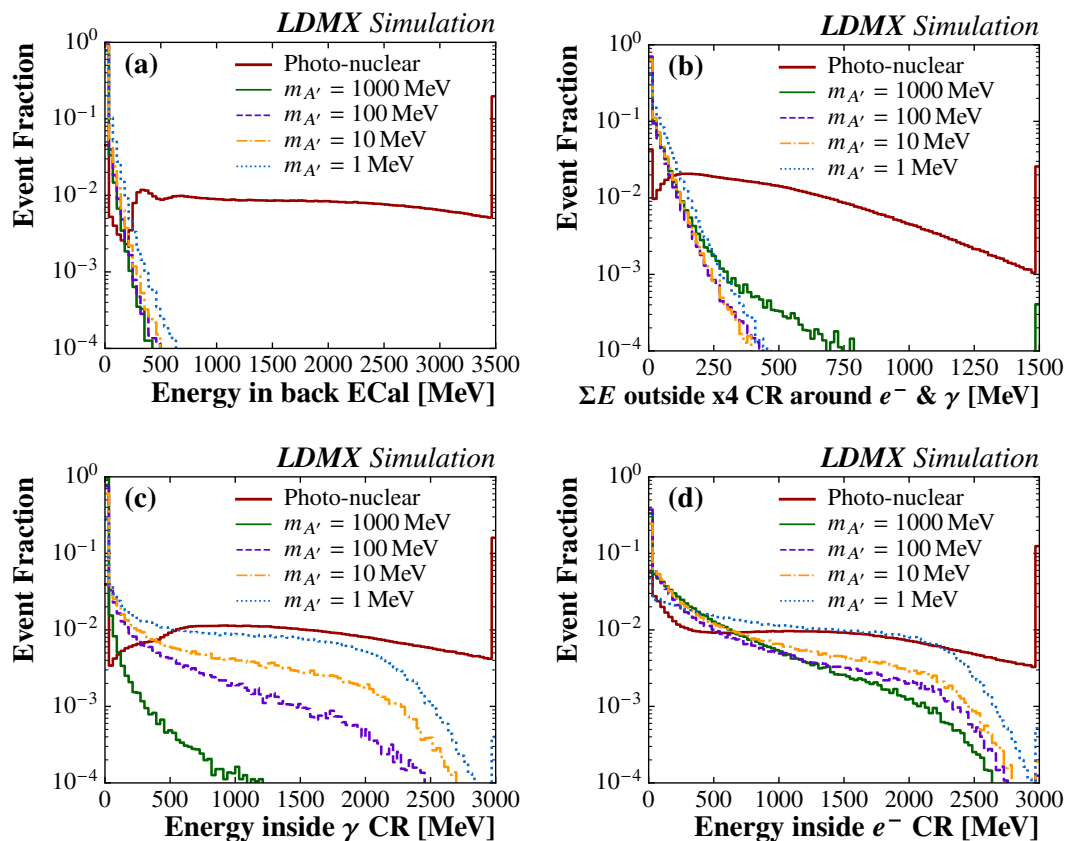 LDMX Simulation
(a)
Photo-nuclear
m_A′ = 1000 MeV
m_A′ = 100 MeV
m_A′ = 10 MeV
m_A′ = 1 MeV
Event Fraction
10^0
10^−1
10^−2
10^−3
10^−4
0 500 1000 1500 2000 2500 3000 3500
Energy in back ECal [MeV]
LDMX Simulation
(b)
Photo-nuclear
m_A′ = 1000 MeV
m_A′ = 100 MeV
m_A′ = 10 MeV
m_A′ = 1 MeV
Event Fraction
10^0
10^−1
10^−2
10^−3
10^−4
0 250 500 750 1000 1250 1500
ΣE outside x4 CR around e^− & γ [MeV]
LDMX Simulation
(c)
Photo-nuclear
m_A′ = 1000 MeV
m_A′ = 100 MeV
m_A′ = 10 MeV
m_A′ = 1 MeV
Event Fraction
10^0
10^−1
10^−2
10^−3
10^−4
0 500 1000 1500 2000 2500 3000
Energy inside γ CR [MeV]
LDMX Simulation
(d)
Photo-nuclear
m_A′ = 1000 MeV
m_A′ = 100 MeV
m_A′ = 10 MeV
m_A′ = 1 MeV
Event Fraction
10^0
10^−1
10^−2
10^−3
10^−4
0 500 1000 1500 2000 2500 3000
Energy inside e^− CR [MeV]